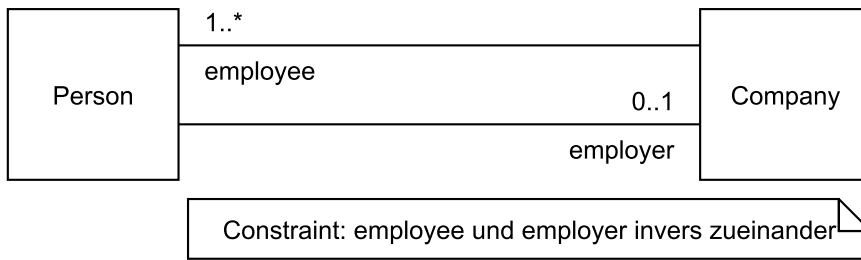 1..*
employee
Person
0..1
Company
employer
Constraint: employee und employer invers zueinander